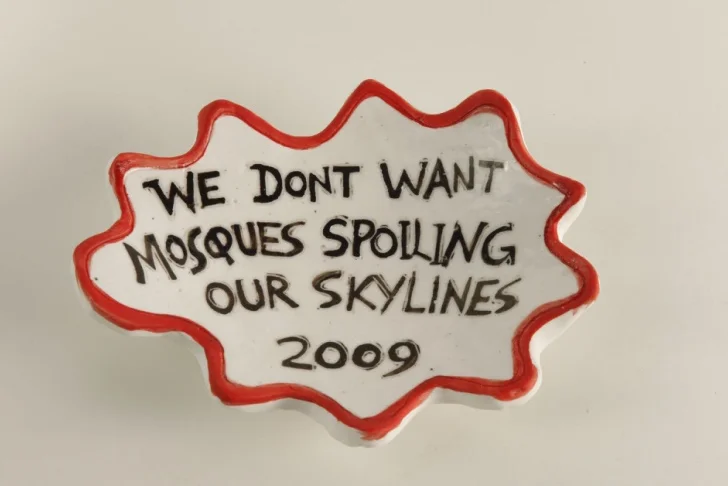 WE DONT WANT
MOSQUES SPOILING
OUR SKYLINES
2009